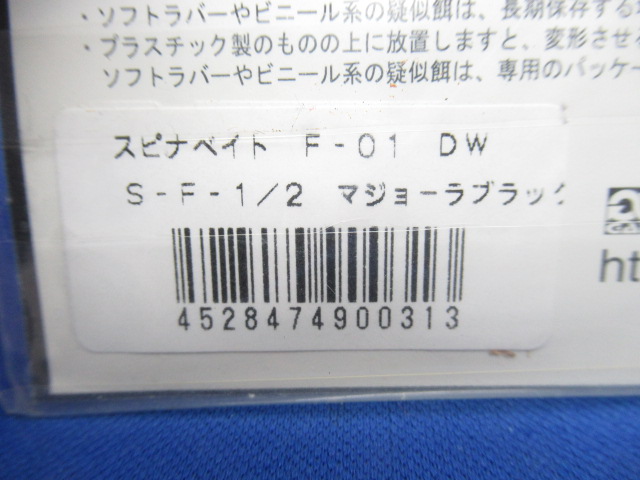 ・ソフトラバーやビニール系の疑似餌は、長期保存する
・プラスチック製のものの上に放置しますと、変形させる
ソフトラバーやビニール系の疑似餌は、専用のパッケー
スピナベイト F-01 DW
S-F-1/2 マジョーラブラック
4528474900313
ht